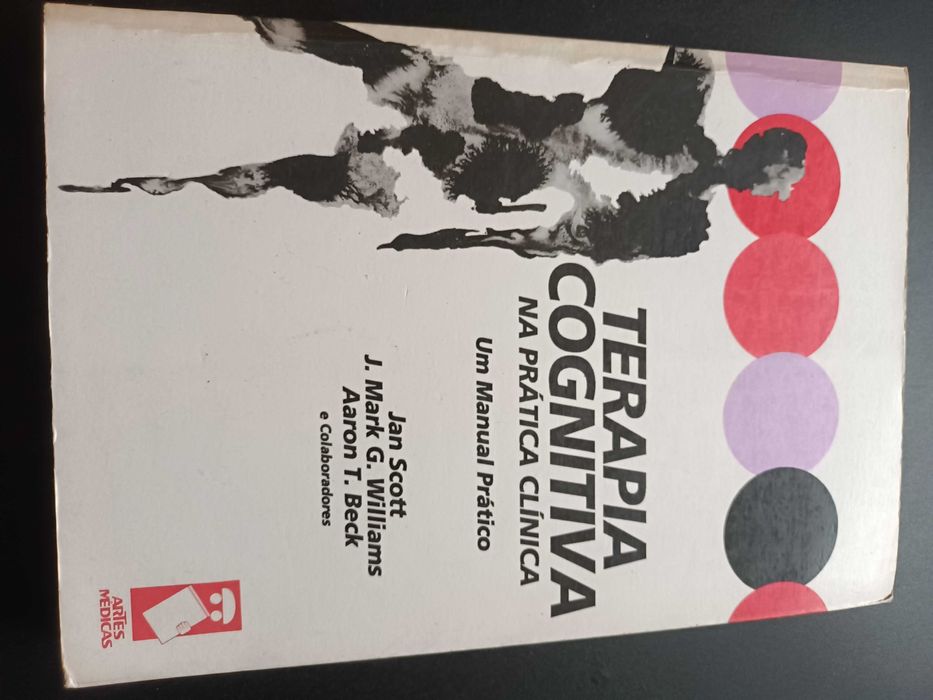 TERAPIA
COGNITIVA
NA PRÁTICA CLÍNICA
Um Manual Prático
Jan Scott
J. Mark G. Williams
Aaron T. Beck
e Colaboradores
ARTES
MÉDICAS